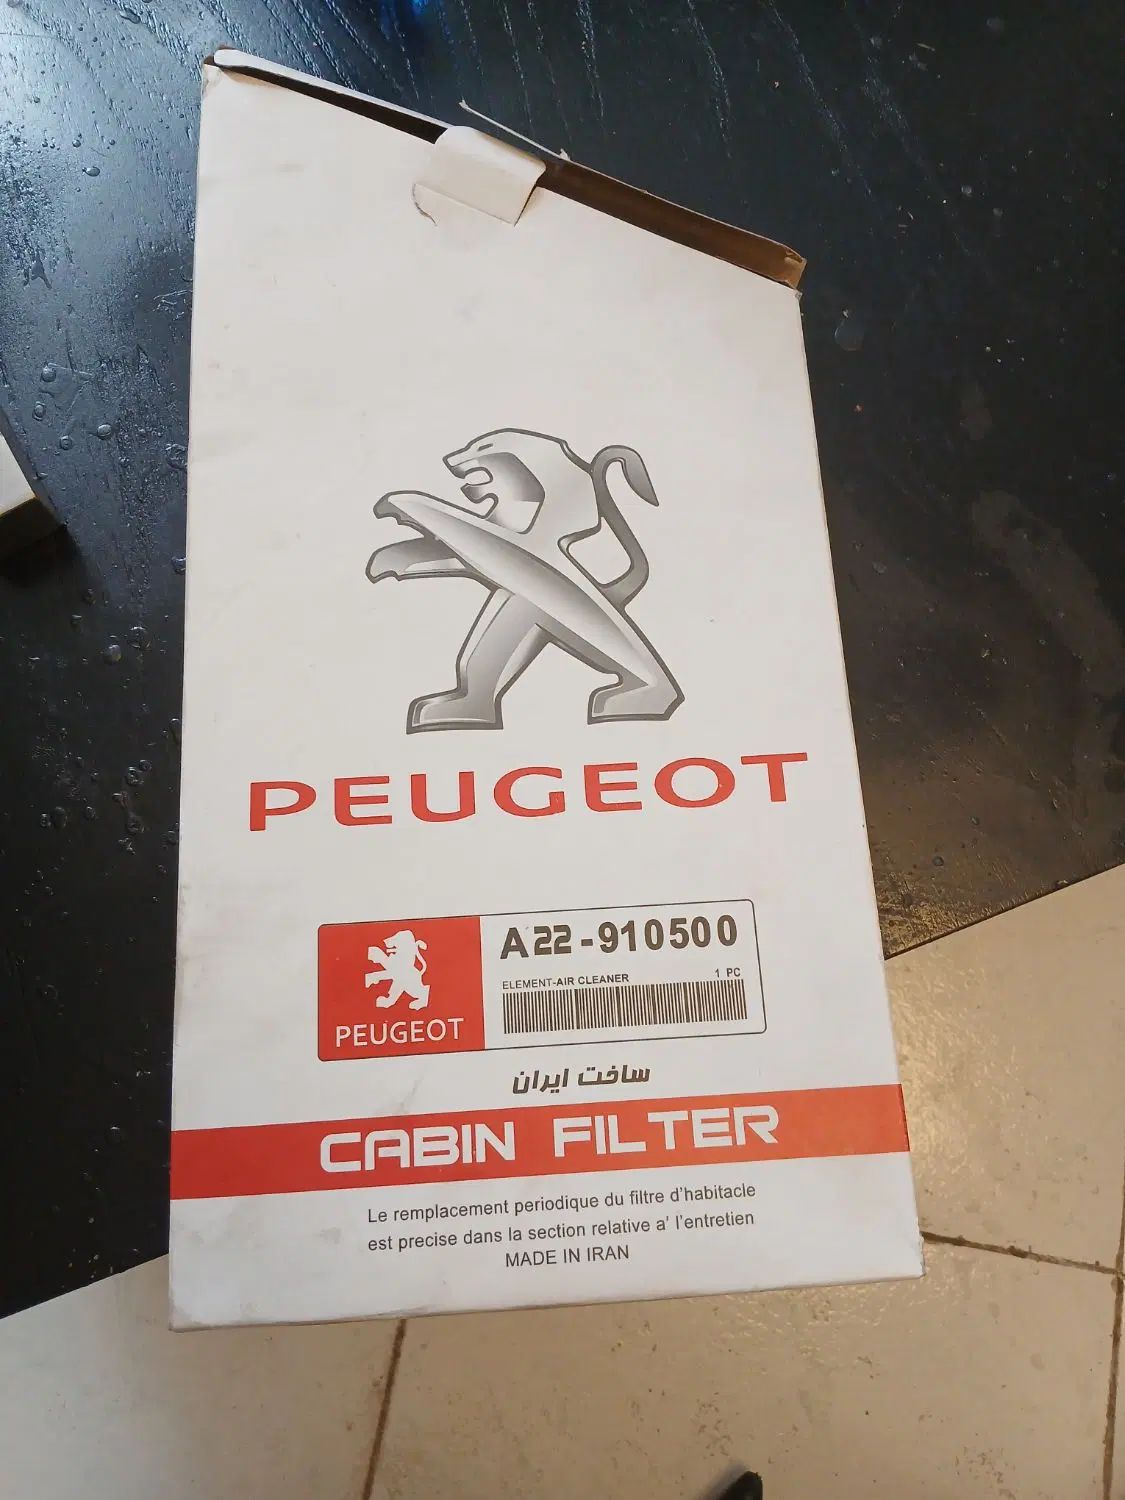 PEUGEOT
A22-910500
ELEMENT-AIR CLEANER 1 PC
PEUGEOT
ساخت ایران
CABIN FILTER
Le remplacement periodique du filtre d'habitacle
est precise dans la section relative a' l'entretien
MADE IN IRAN